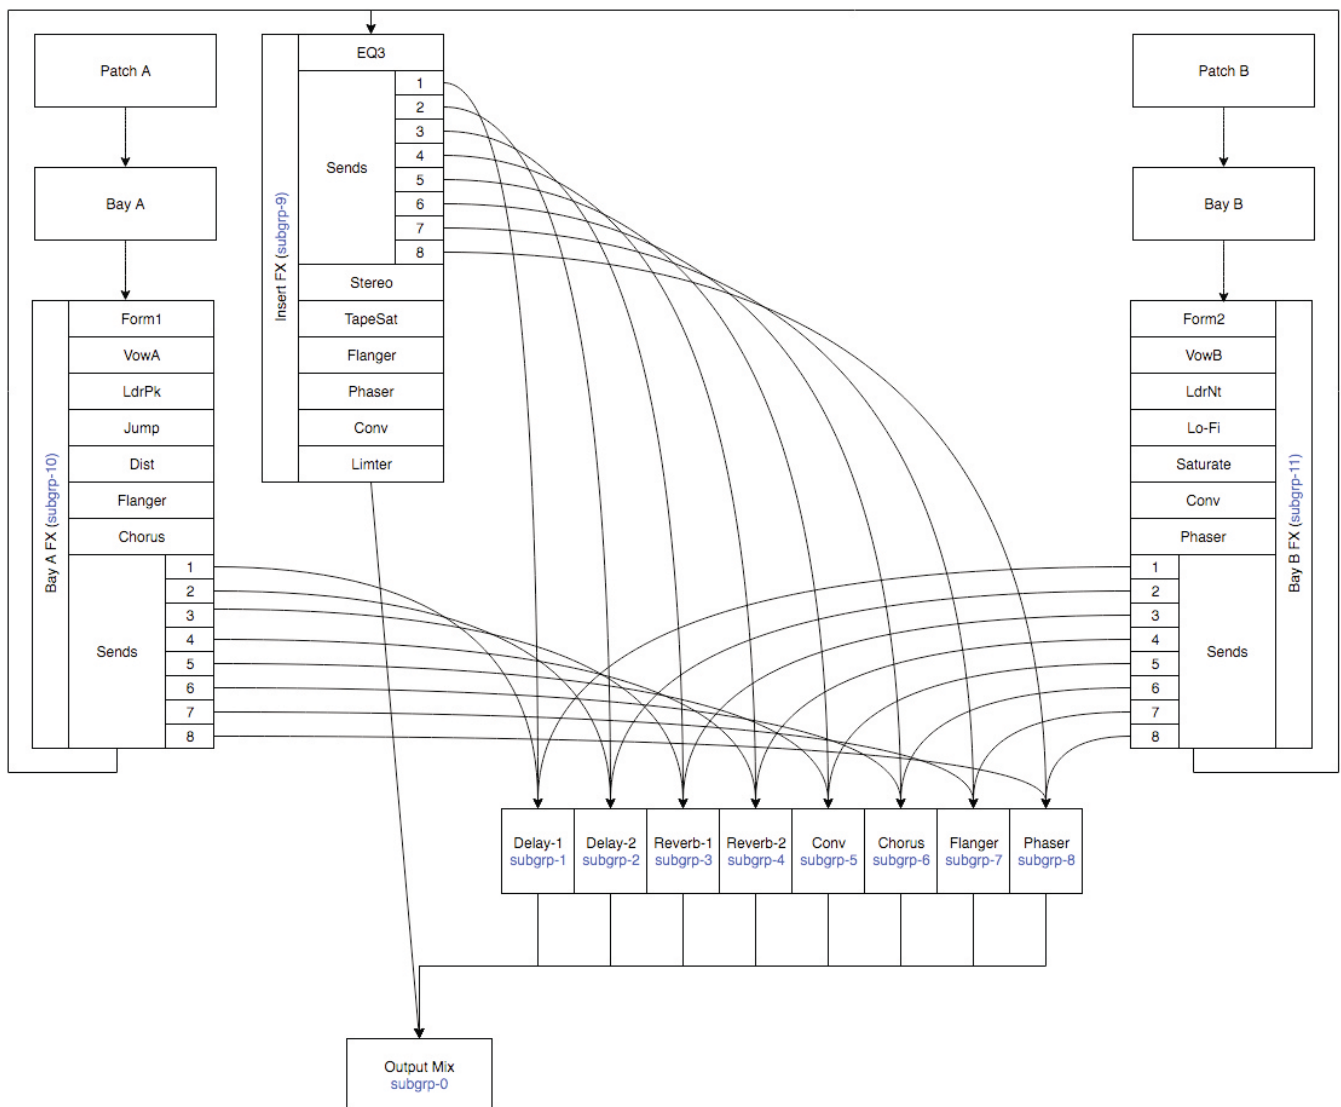 Patch A
Bay A
Bay A FX (subgrp-10)
Form1
VowA
LdrPk
Jump
Dist
Flanger
Chorus
Sends
1
2
3
4
5
6
7
8
Insert FX (subgrp-9)
EQ3
Sends
1
2
3
4
5
6
7
8
Stereo
TapeSat
Flanger
Phaser
Conv
Limter
Patch B
Bay B
Form2
VowB
LdrNt
Lo-Fi
Saturate
Conv
Phaser
1
2
3
4
5
6
7
8
Sends
Bay B FX (subgrp-11)
Delay-1
subgrp-1
Delay-2
subgrp-2
Reverb-1
subgrp-3
Reverb-2
subgrp-4
Conv
subgrp-5
Chorus
subgrp-6
Flanger
subgrp-7
Phaser
subgrp-8
Output Mix
subgrp-0